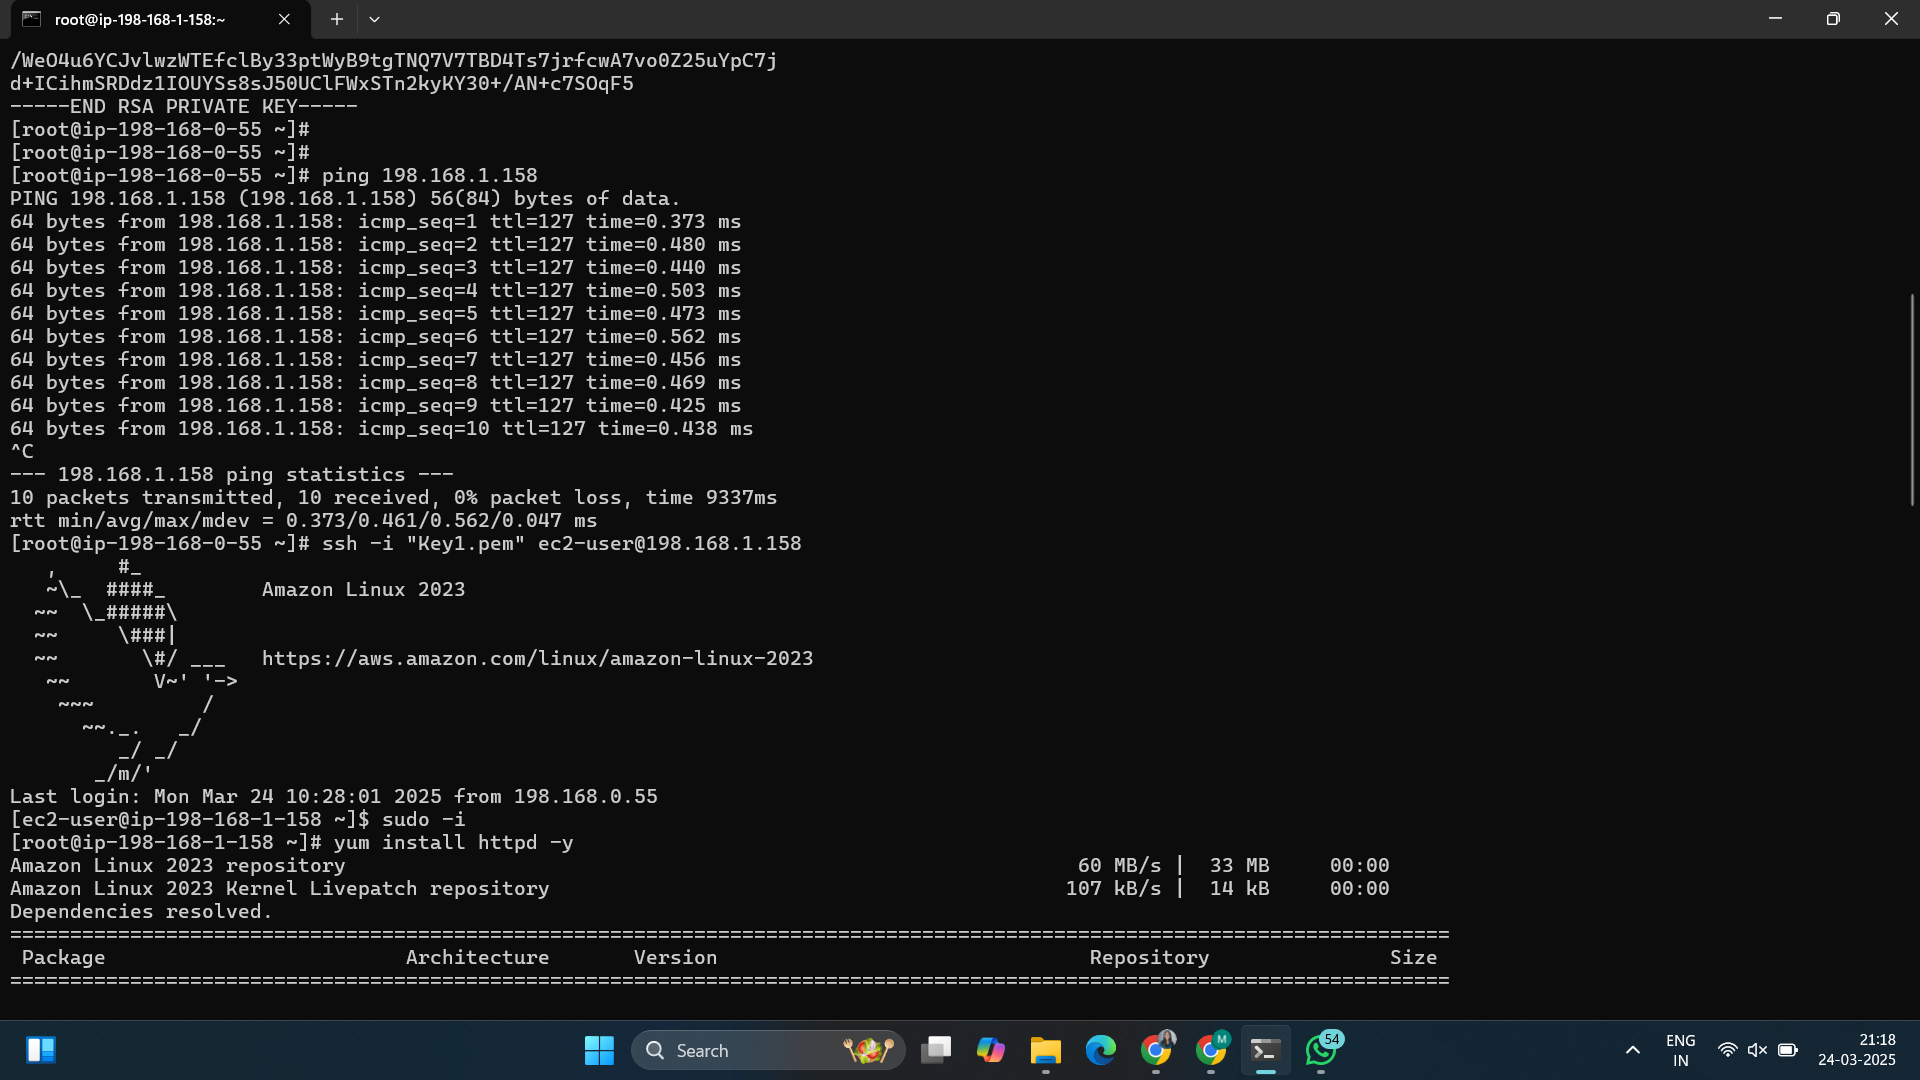 root@ip-198-168-1-158:~
/WeO4u6YCJvlwzWTEfclBy33ptWyB9tgTNQ7V7TBD4Ts7jrfcwA7vo0Z25uYpC7j
d+ICihmSRDdz1IOUYSs8sJ50UClFWxSTn2kyKY30+/AN+c7SOqF5
-----END RSA PRIVATE KEY-----
[root@ip-198-168-0-55 ~]#
[root@ip-198-168-0-55 ~]#
[root@ip-198-168-0-55 ~]# ping 198.168.1.158
PING 198.168.1.158 (198.168.1.158) 56(84) bytes of data.
64 bytes from 198.168.1.158: icmp_seq=1 ttl=127 time=0.373 ms
64 bytes from 198.168.1.158: icmp_seq=2 ttl=127 time=0.480 ms
64 bytes from 198.168.1.158: icmp_seq=3 ttl=127 time=0.440 ms
64 bytes from 198.168.1.158: icmp_seq=4 ttl=127 time=0.503 ms
64 bytes from 198.168.1.158: icmp_seq=5 ttl=127 time=0.473 ms
64 bytes from 198.168.1.158: icmp_seq=6 ttl=127 time=0.562 ms
64 bytes from 198.168.1.158: icmp_seq=7 ttl=127 time=0.456 ms
64 bytes from 198.168.1.158: icmp_seq=8 ttl=127 time=0.469 ms
64 bytes from 198.168.1.158: icmp_seq=9 ttl=127 time=0.425 ms
64 bytes from 198.168.1.158: icmp_seq=10 ttl=127 time=0.438 ms
^C
--- 198.168.1.158 ping statistics ---
10 packets transmitted, 10 received, 0% packet loss, time 9337ms
rtt min/avg/max/mdev = 0.373/0.461/0.562/0.047 ms
[root@ip-198-168-0-55 ~]# ssh -i "Key1.pem" ec2-user@198.168.1.158
   ,     #_
   ~\_  ####_        Amazon Linux 2023
  ~~  \_#####\
  ~~     \###|
  ~~       \#/ ___   https://aws.amazon.com/linux/amazon-linux-2023
   ~~       V~' '->
    ~~~         /
      ~~._.   _/
         _/ _/
       _/m/'
Last login: Mon Mar 24 10:28:01 2025 from 198.168.0.55
[ec2-user@ip-198-168-1-158 ~]$ sudo -i
[root@ip-198-168-1-158 ~]# yum install httpd -y
Amazon Linux 2023 repository 60 MB/s | 33 MB 00:00
Amazon Linux 2023 Kernel Livepatch repository 107 kB/s | 14 kB 00:00
Dependencies resolved.
========================================================================================================================
Package Architecture Version Repository Size
========================================================================================================================
Search
54
M
ENG
IN
21:18
24-03-2025